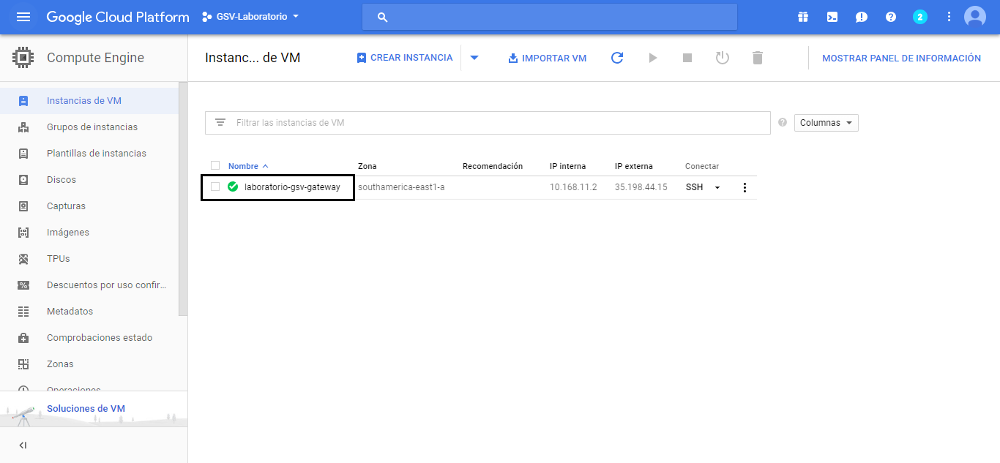 Google Cloud Platform GSV-Laboratorio 2
Compute Engine
Instanc... de VM CREAR INSTANCIA IMPORTAR VM MOSTRAR PANEL DE INFORMACIÓN
Instancias de VM
Grupos de instancias
Plantillas de instancias
Discos
Capturas
Imágenes
TPUs
Descuentos por uso confir...
Metadatos
Comprobaciones estado
Zonas
Operaciones
Soluciones de VM
Filtrar las instancias de VM Columnas
Nombre Zona Recomendación IP interna IP externa Conectar
laboratorio-gsv-gateway southamerica-east1-a 10.168.11.2 35.198.44.15 SSH